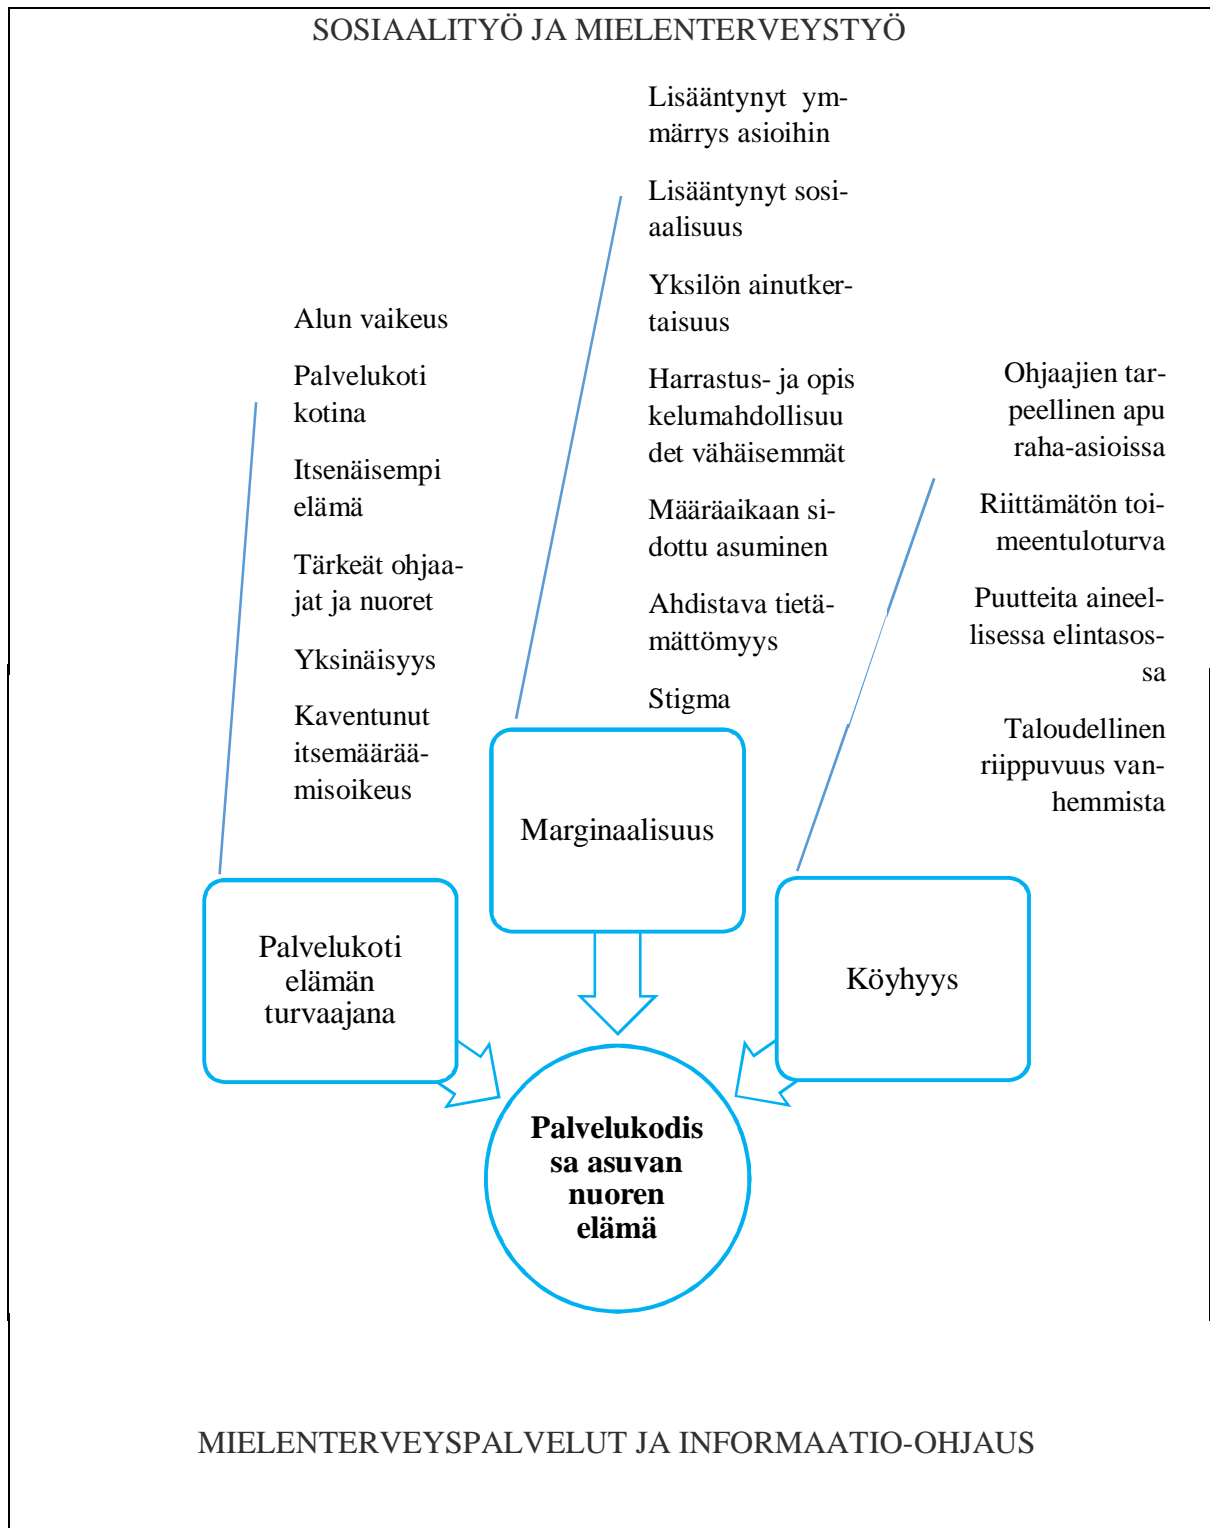 SOSIAALITYÖ JA MIELENTERVEYSTYÖ
Lisääntynyt ym-
märrys asioihin
Lisääntynyt sosi-
aalisuus
Yksilön ainutker-
taisuus
Harrastus- ja opis
kelumahdollisuu
det vähäisemmät
Määräaikaan si-
dottu asuminen
Ahdistava tietä-
mättömyys
Stigma
Alun vaikeus
Palvelukoti
kotina
Itsenäisempi
elämä
Tärkeät ohjaa-
jat ja nuoret
Yksinäisyys
Kaventunut
itsemäärää-
misoikeus
Ohjaajien tar-
peellinen apu
raha-asioissa
Riittämätön toi-
meentuloturva
Puutteita aineel-
lisessa elintasos-
sa
Taloudellinen
riippuvuus van-
hemmista
Marginaalisuus
Palvelukoti
elämän
turvaajana
Köyhyys
Palvelukodis
sa asuvan
nuoren
elämä
MIELENTERVEYSPALVELUT JA INFORMAATIO-OHJAUS